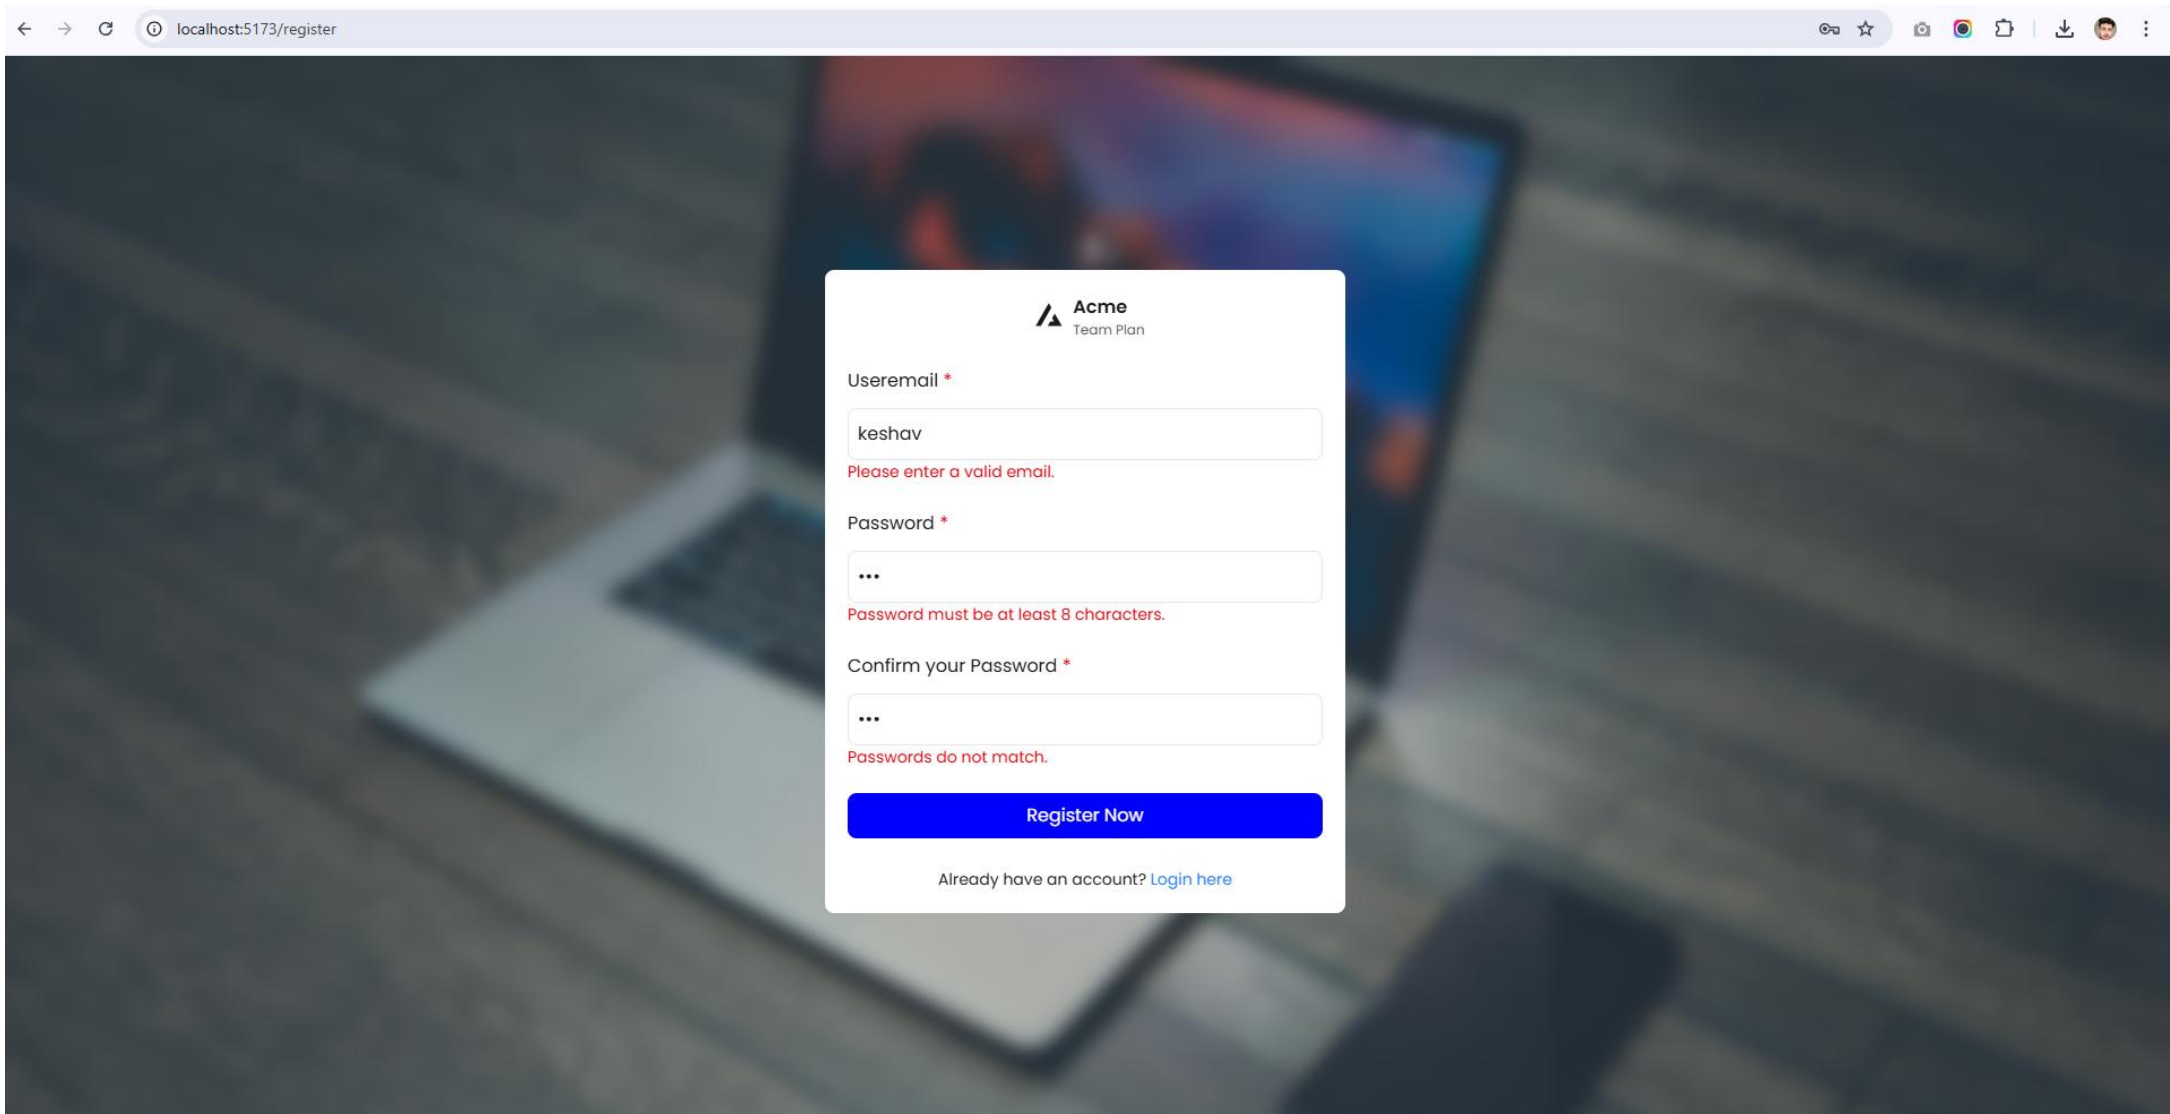 localhost:5173/register
Acme
Team Plan
Useremail *
keshav
Please enter a valid email.
Password *
•••
Password must be at least 8 characters.
Confirm your Password *
•••
Passwords do not match.
Register Now
Already have an account? Login here